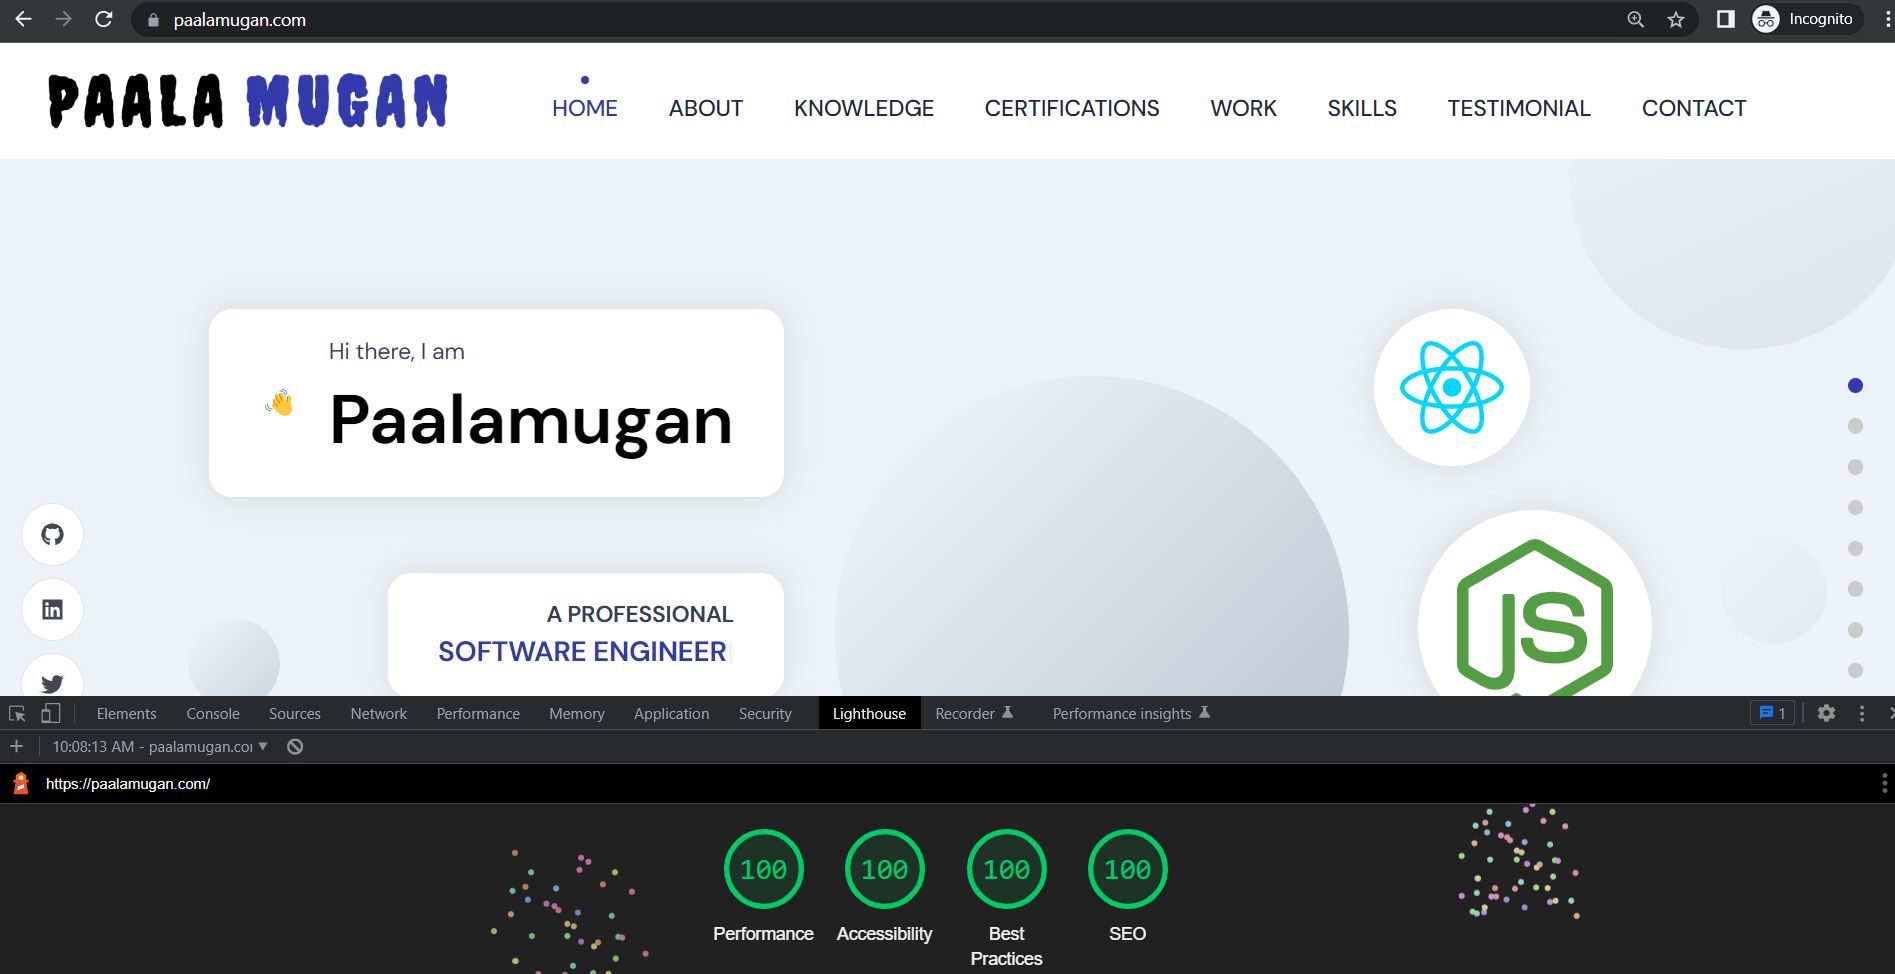 paalamugan.com
Incognito
PAALA MUGAN
HOME ABOUT KNOWLEDGE CERTIFICATIONS WORK SKILLS TESTIMONIAL CONTACT
Hi there, I am
Paalamugan
A PROFESSIONAL
SOFTWARE ENGINEER
JS
Elements Console Sources Network Performance Memory Application Security Lighthouse Recorder Performance insights 1
10:08:13 AM - paalamugan.co
https://paalamugan.com/
100 100 100 100
Performance Accessibility Best Practices SEO